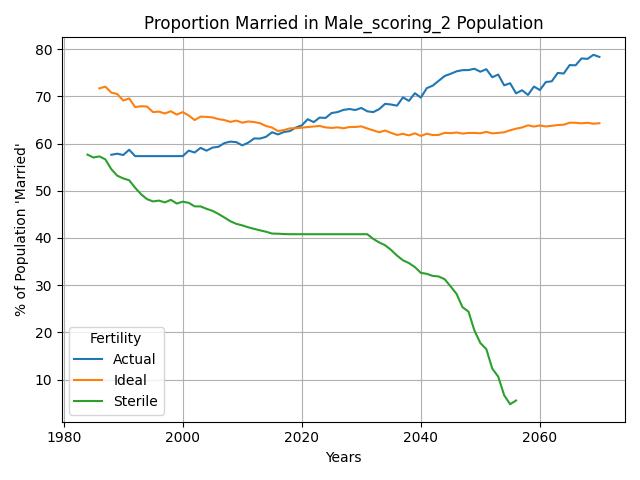 Proportion Married in Male_scoring_2 Population
% of Population 'Married'
80
70
60
50
40
30
20
10
Fertility
Actual
Ideal
Sterile
1980 2000 2020 2040 2060
Years